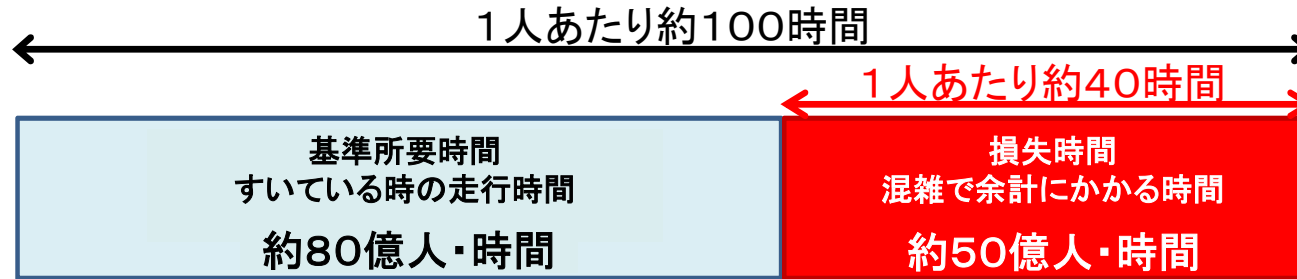 １人あたり約１００時間
１人あたり約４０時間
基準所要時間
すいている時の走行時間
約８０億人・時間
損失時間
混雑で余計にかかる時間
約５０億人・時間